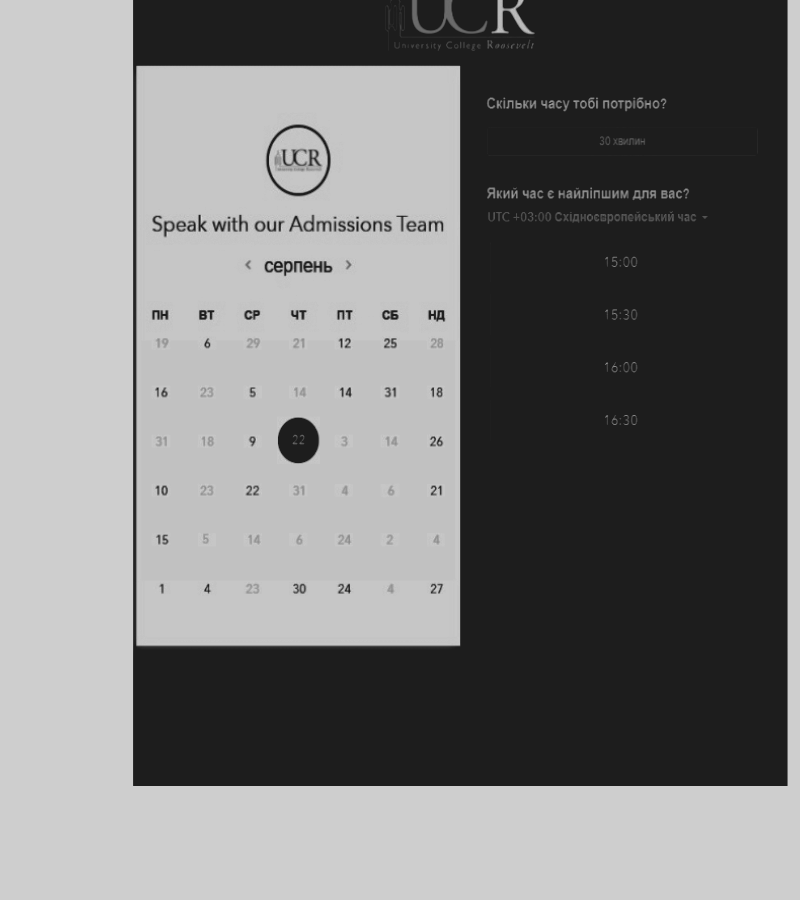 UCR
University College Roosevelt
UCR
Speak with our Admissions Team
< серпень >
ПН ВТ СР ЧТ ПТ СБ НД
19 6 29 21 12 25 28
16 23 5 14 14 31 18
31 18 9 22 3 14 26
10 23 22 31 4 6 21
15 5 14 6 24 2 4
1 4 23 30 24 4 27
Скільки часу тобі потрібно?
30 хвилин
Який час є найліпшим для вас?
UTC +03:00 Східноєвропейський час
15:00
15:30
16:00
16:30